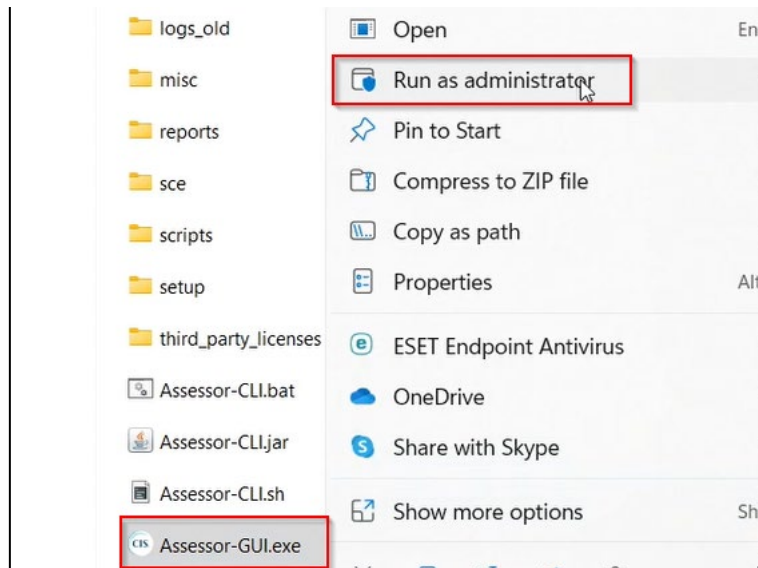 logs_old
misc
reports
sce
scripts
setup
third_party_licenses
Assessor-CLI.bat
Assessor-CLI.jar
Assessor-CLI.sh
CIS Assessor-GUI.exe
Open En
Run as administrator
Pin to Start
Compress to ZIP file
Copy as path
Properties Alt
ESET Endpoint Antivirus
OneDrive
Share with Skype
Show more options Sh